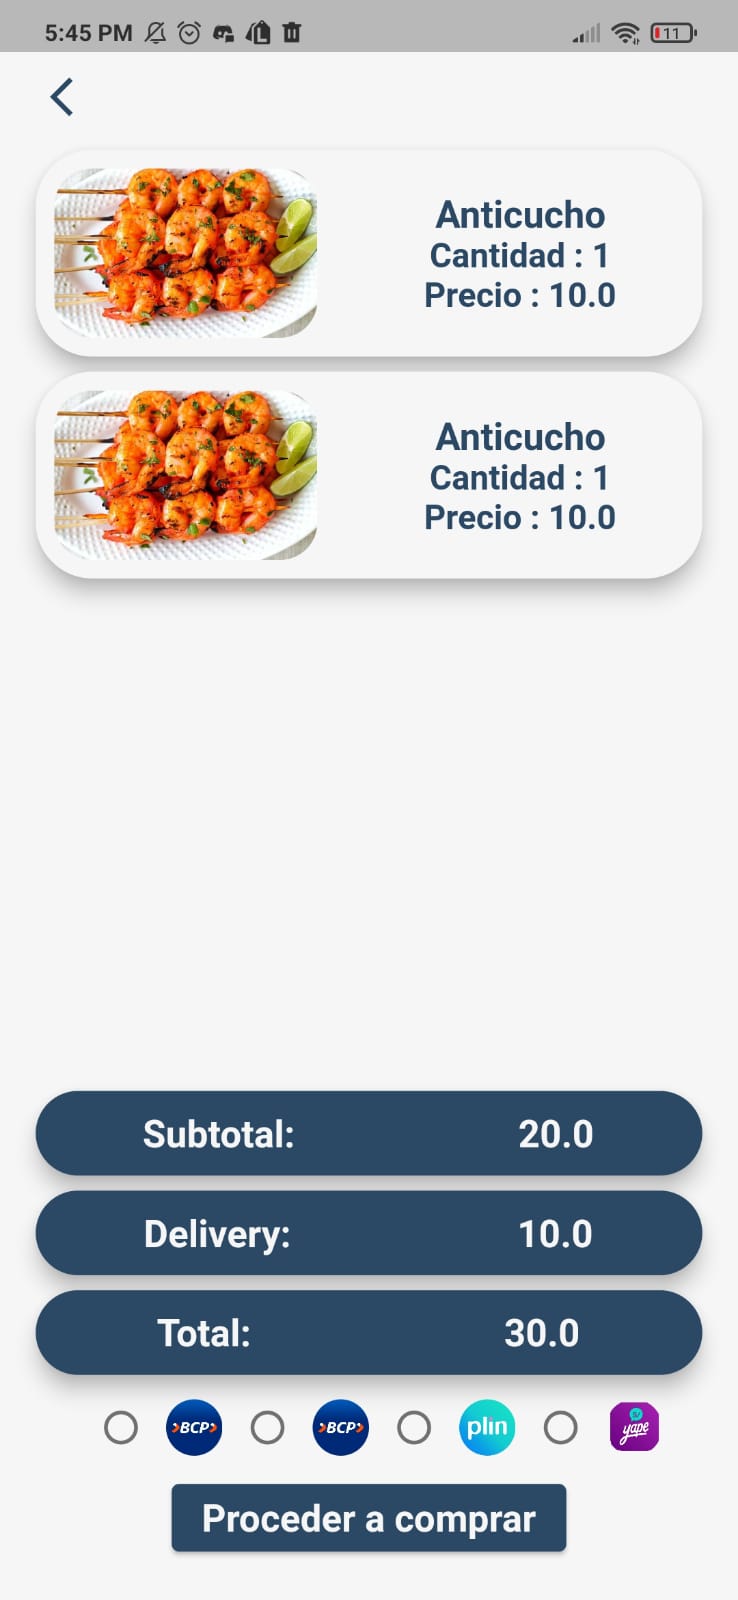 5:45 PM
11
Anticucho
Cantidad : 1
Precio : 10.0
Anticucho
Cantidad : 1
Precio : 10.0
Subtotal: 20.0
Delivery: 10.0
Total: 30.0
BCP BCP plin yape
Proceder a comprar